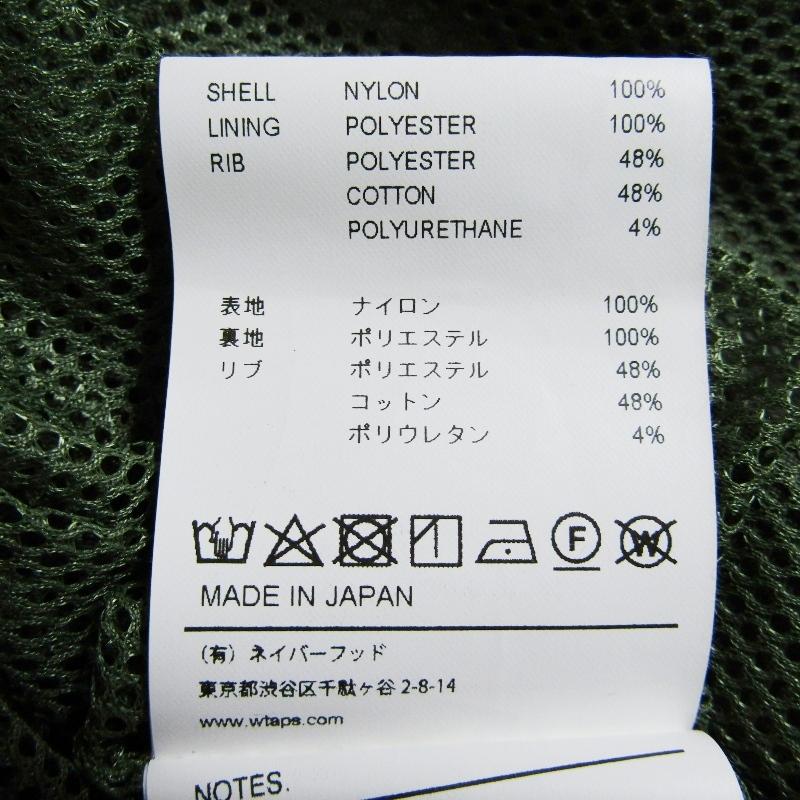 SHELL NYLON 100%
LINING POLYESTER 100%
RIB POLYESTER 48%
COTTON 48%
POLYURETHANE 4%
表地 ナイロン 100%
裏地 ポリエステル 100%
リブ ポリエステル 48%
コットン 48%
ポリウレタン 4%
F W
MADE IN JAPAN
(有) ネイバーフッド
東京都渋谷区千駄ヶ谷 2-8-14
www.wtaps.com
NOTES.